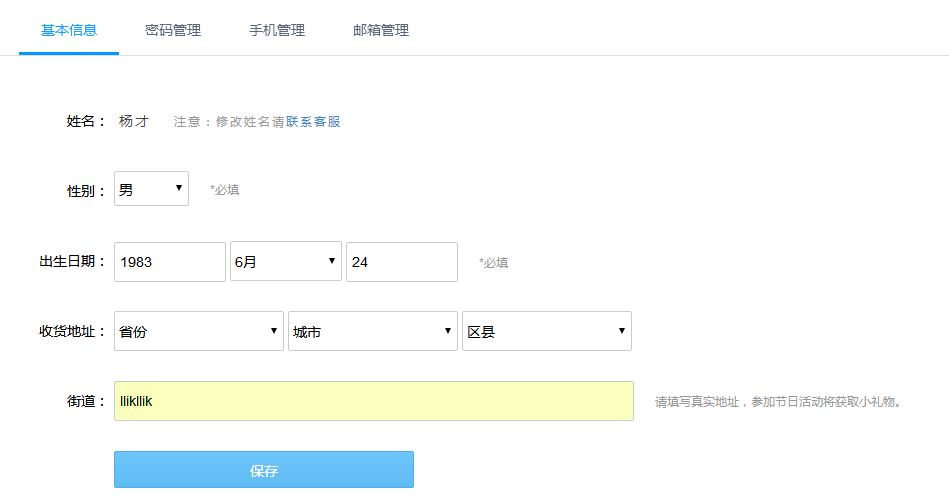 基本信息 密码管理 手机管理 邮箱管理
姓名： 杨才 注意：修改姓名请联系客服
性别： 男 *必填
出生日期： 1983 6月 24 *必填
收货地址： 省份 城市 区县
街道： llikllik 请填写真实地址，参加节日活动将获取小礼物。
保存